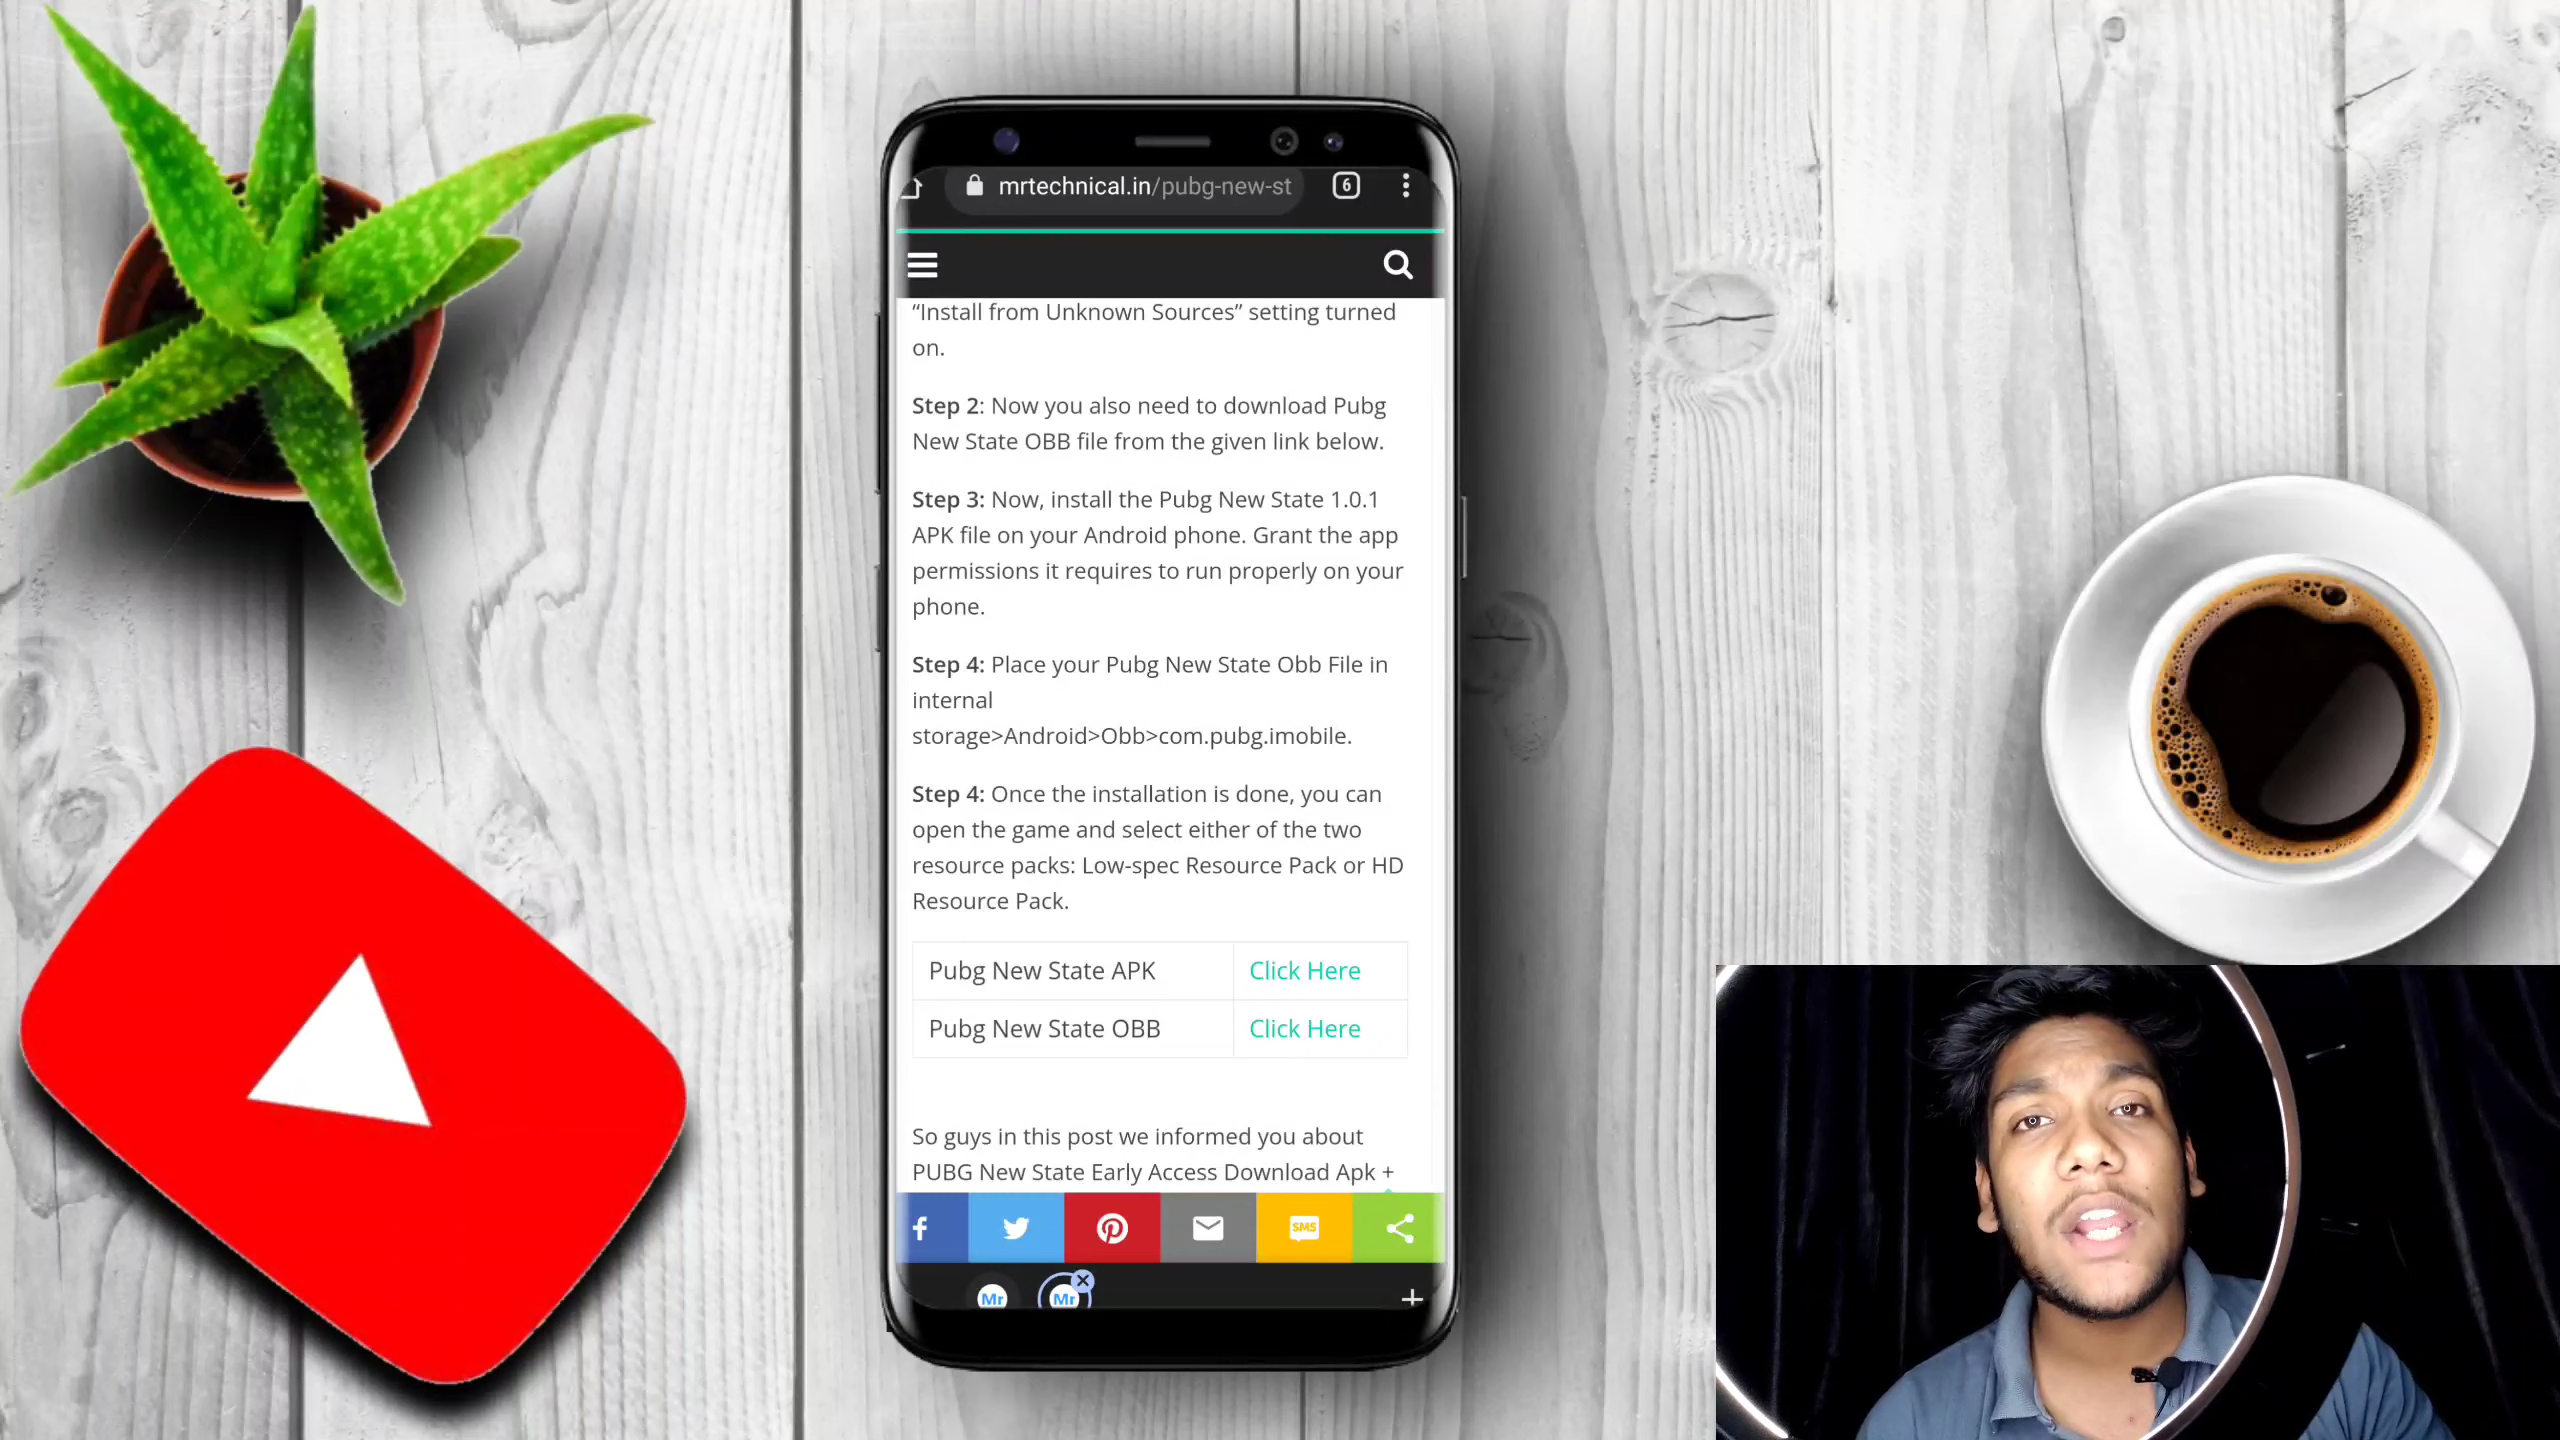 mrtechnical.in/pubg-new-st
6
“Install from Unknown Sources” setting turned
on.
Step 2: Now you also need to download Pubg
New State OBB file from the given link below.
Step 3: Now, install the Pubg New State 1.0.1
APK file on your Android phone. Grant the app
permissions it requires to run properly on your
phone.
Step 4: Place your Pubg New State Obb File in
internal
storage>Android>Obb>com.pubg.imobile.
Step 4: Once the installation is done, you can
open the game and select either of the two
resource packs: Low-spec Resource Pack or HD
Resource Pack.
Pubg New State APK Click Here
Pubg New State OBB Click Here
So guys in this post we informed you about
PUBG New State Early Access Download Apk +
SMS
Mr Mr